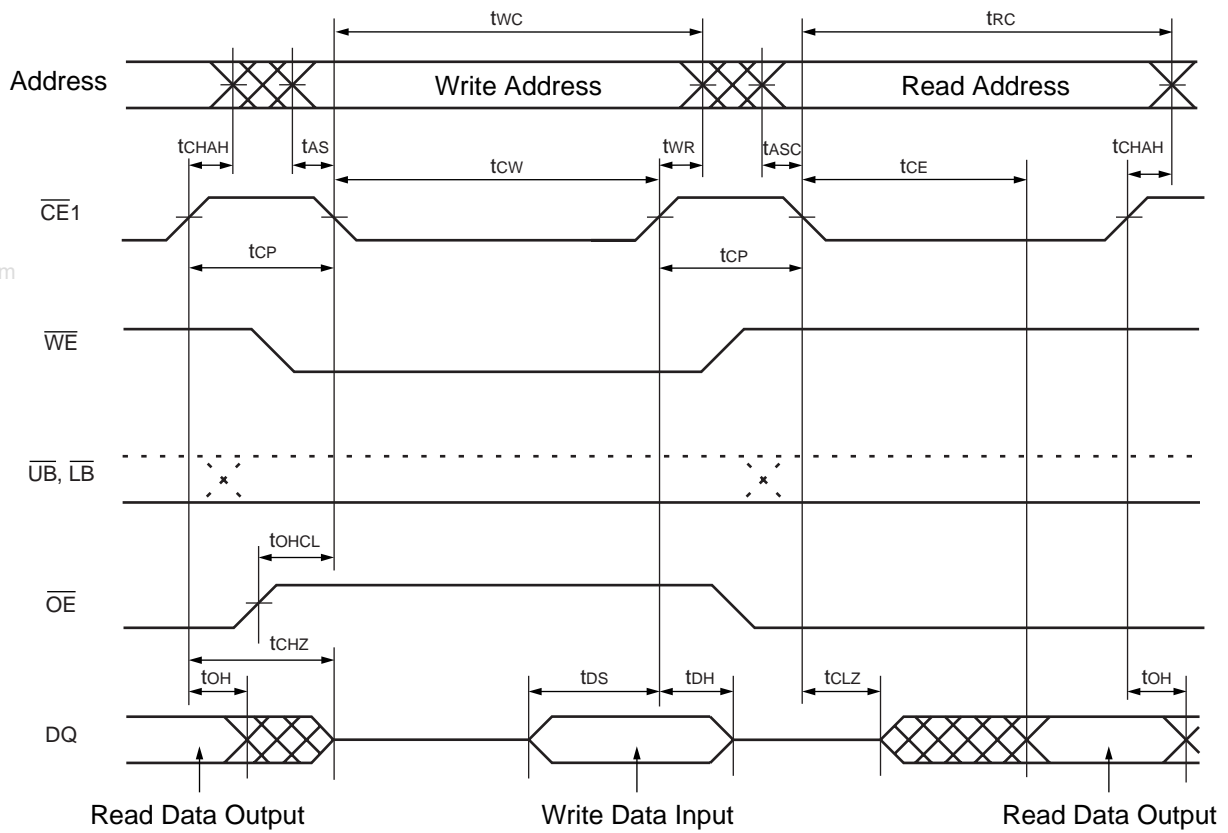 tWC tRC
Address Write Address Read Address
tCHAH tAS tCW tWR tASC tCE tCHAH
CE1
tCP tCP
m
WE
UB, LB
tOHCL
OE
tCHZ
tOH tDS tDH tCLZ tOH
DQ
Read Data Output Write Data Input Read Data Output